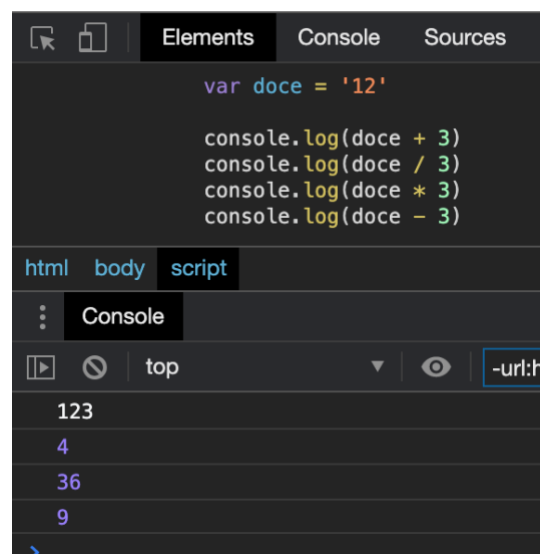 Elements Console Sources
var doce = '12'
console.log(doce + 3)
console.log(doce / 3)
console.log(doce * 3)
console.log(doce - 3)
html body script
Console
top -url:h
123
4
36
9